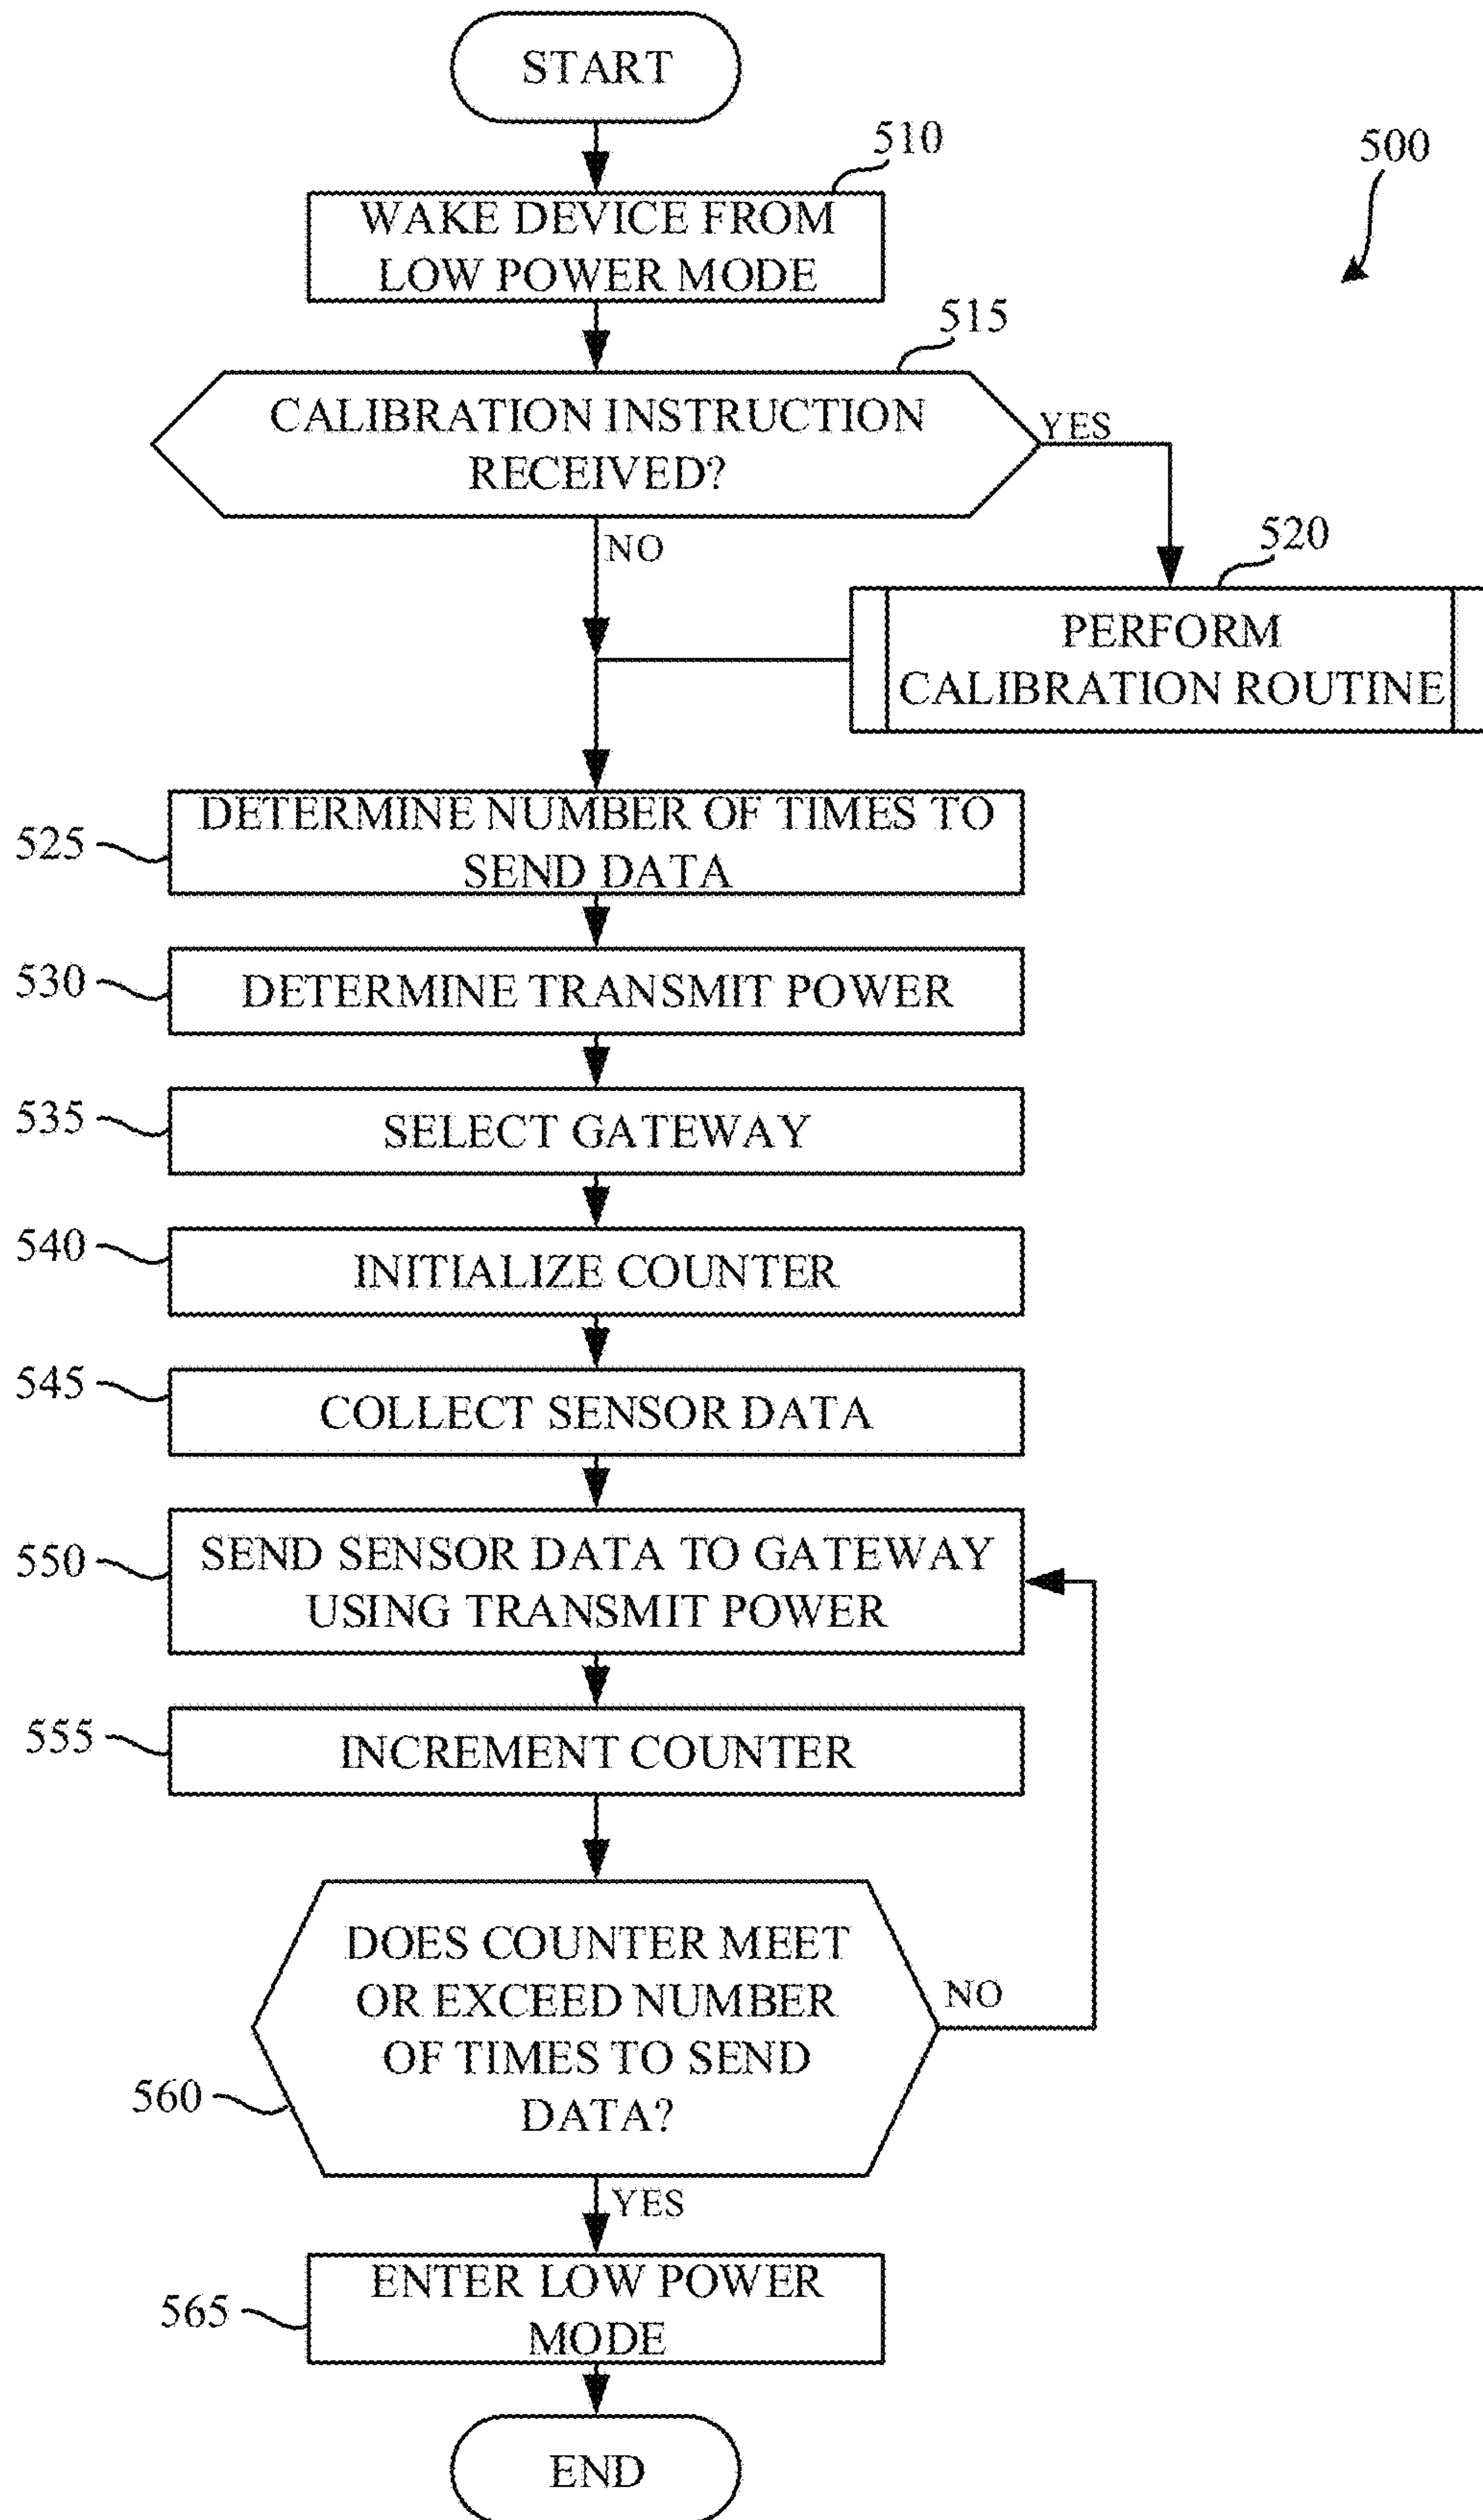 START
510
500
WAKE DEVICE FROM
LOW POWER MODE
515
CALIBRATION INSTRUCTION
RECEIVED?
YES
NO
520
PERFORM
CALIBRATION ROUTINE
525
DETERMINE NUMBER OF TIMES TO
SEND DATA
530
DETERMINE TRANSMIT POWER
535
SELECT GATEWAY
540
INITIALIZE COUNTER
545
COLLECT SENSOR DATA
550
SEND SENSOR DATA TO GATEWAY
USING TRANSMIT POWER
555
INCREMENT COUNTER
DOES COUNTER MEET
OR EXCEED NUMBER
OF TIMES TO SEND
DATA?
NO
560
YES
565
ENTER LOW POWER
MODE
END